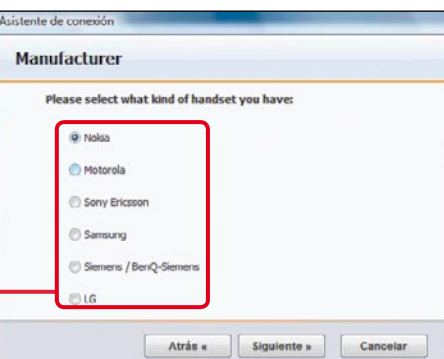 Asistente de conexión
Manufacturer
Please select what kind of handset you have:
Nokia
Motorola
Sony Ericsson
Samsung
Siemens / BenQ-Siemens
LG
Atrás « Siguiente » Cancelar